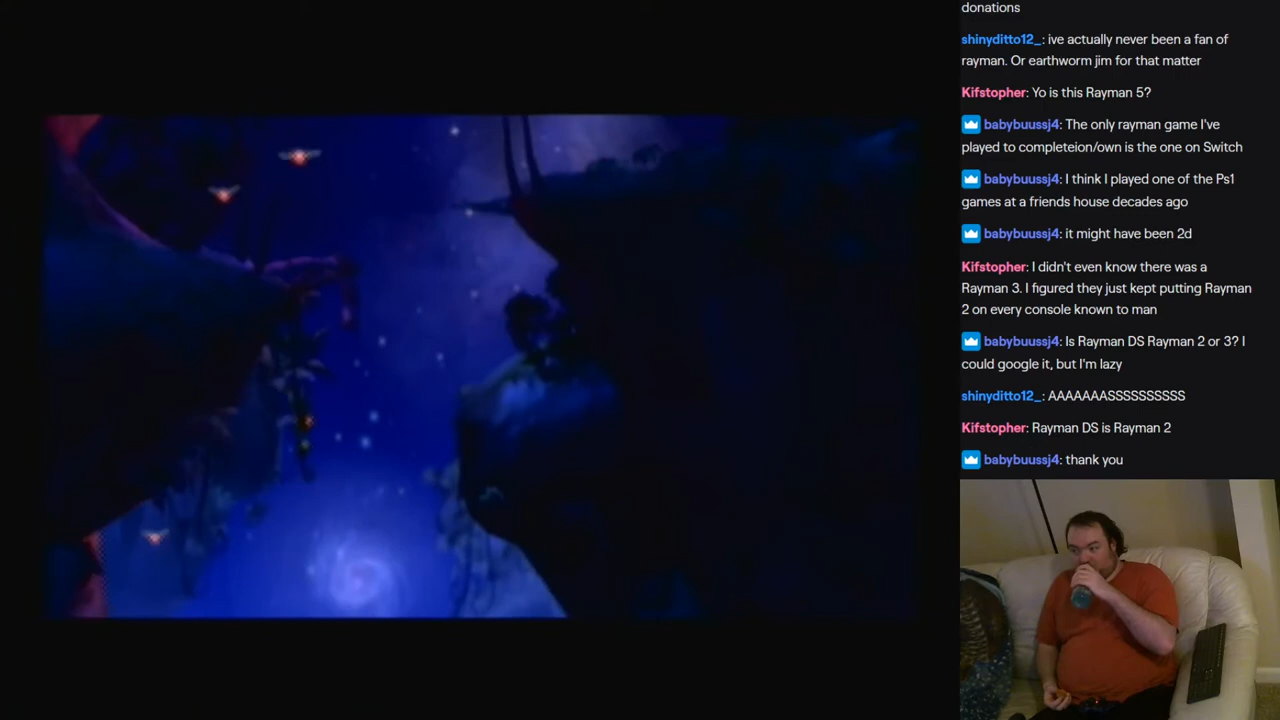 donations
shinyditto12_: ive actually never been a fan of
rayman. Or earthworm jim for that matter
Kifstopher: Yo is this Rayman 5?
babybuussj4: The only rayman game I've
played to completeion/own is the one on Switch
babybuussj4: I think I played one of the Ps1
games at a friends house decades ago
babybuussj4: it might have been 2d
Kifstopher: I didn't even know there was a
Rayman 3. I figured they just kept putting Rayman
2 on every console known to man
babybuussj4: Is Rayman DS Rayman 2 or 3? I
could google it, but I'm lazy
shinyditto12_: AAAAAAASSSSSSSSSS
Kifstopher: Rayman DS is Rayman 2
babybuussj4: thank you